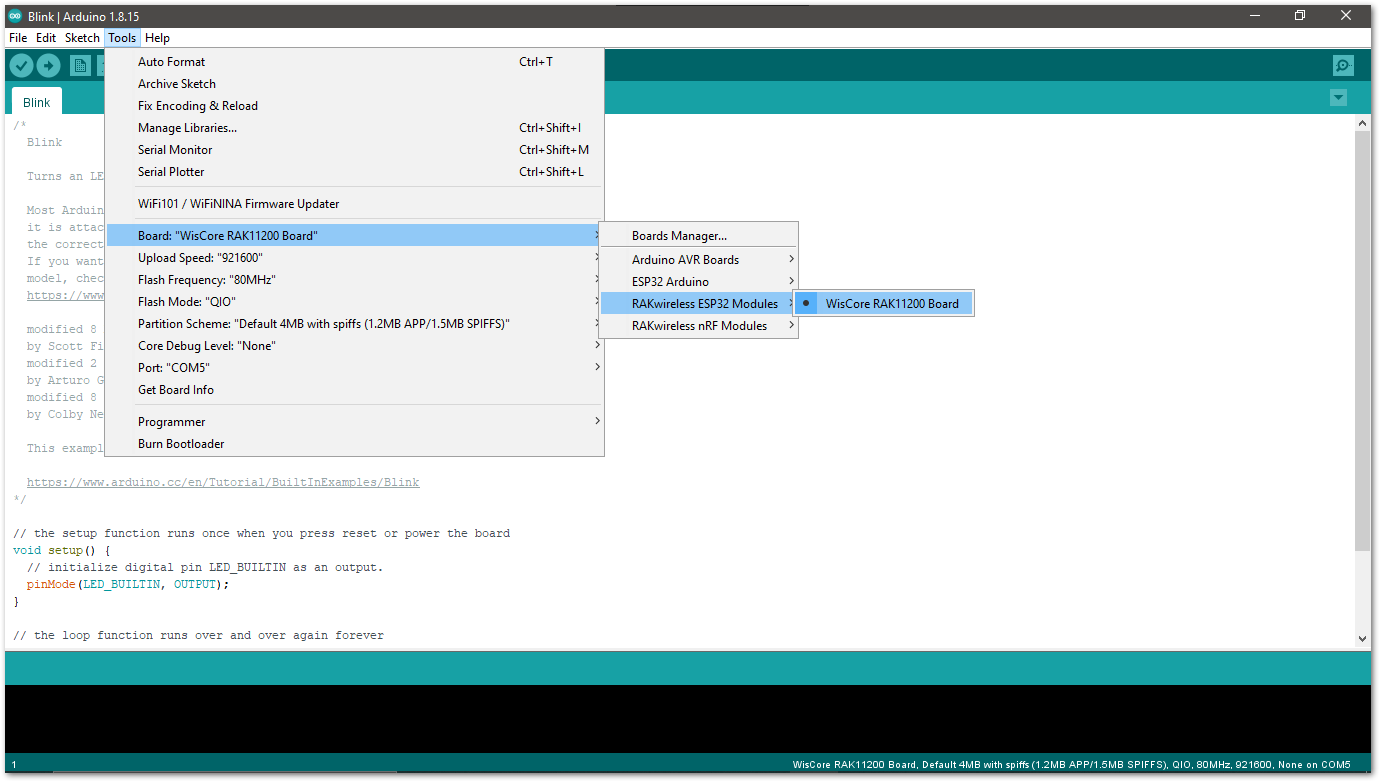 Blink | Arduino 1.8.15
File Edit Sketch Tools Help
Auto Format Ctrl+T
Archive Sketch
Fix Encoding & Reload
Manage Libraries... Ctrl+Shift+I
Serial Monitor Ctrl+Shift+M
Serial Plotter Ctrl+Shift+L
WiFi101 / WiFiNINA Firmware Updater
Board: "WisCore RAK11200 Board"
Upload Speed: "921600"
Flash Frequency: "80MHz"
Flash Mode: "QIO"
Partition Scheme: "Default 4MB with spiffs (1.2MB APP/1.5MB SPIFFS)"
Core Debug Level: "None"
Port: "COM5"
Get Board Info
Programmer
Burn Bootloader
Boards Manager...
Arduino AVR Boards
ESP32 Arduino
RAKwireless ESP32 Modules
RAKwireless nRF Modules
WisCore RAK11200 Board
Blink
/*
Blink
Turns an LE
Most Arduin
it is attac
the correct
If you want
model, chec
https://www
modified 8
by Scott Fi
modified 2
by Arturo G
modified 8
by Colby Ne
This exampl
https://www.arduino.cc/en/Tutorial/BuiltInExamples/Blink
*/
// the setup function runs once when you press reset or power the board
void setup() {
// initialize digital pin LED_BUILTIN as an output.
pinMode(LED_BUILTIN, OUTPUT);
}
// the loop function runs over and over again forever
1
WisCore RAK11200 Board, Default 4MB with spiffs (1.2MB APP/1.5MB SPIFFS), QIO, 80MHz, 921600, None on COM5